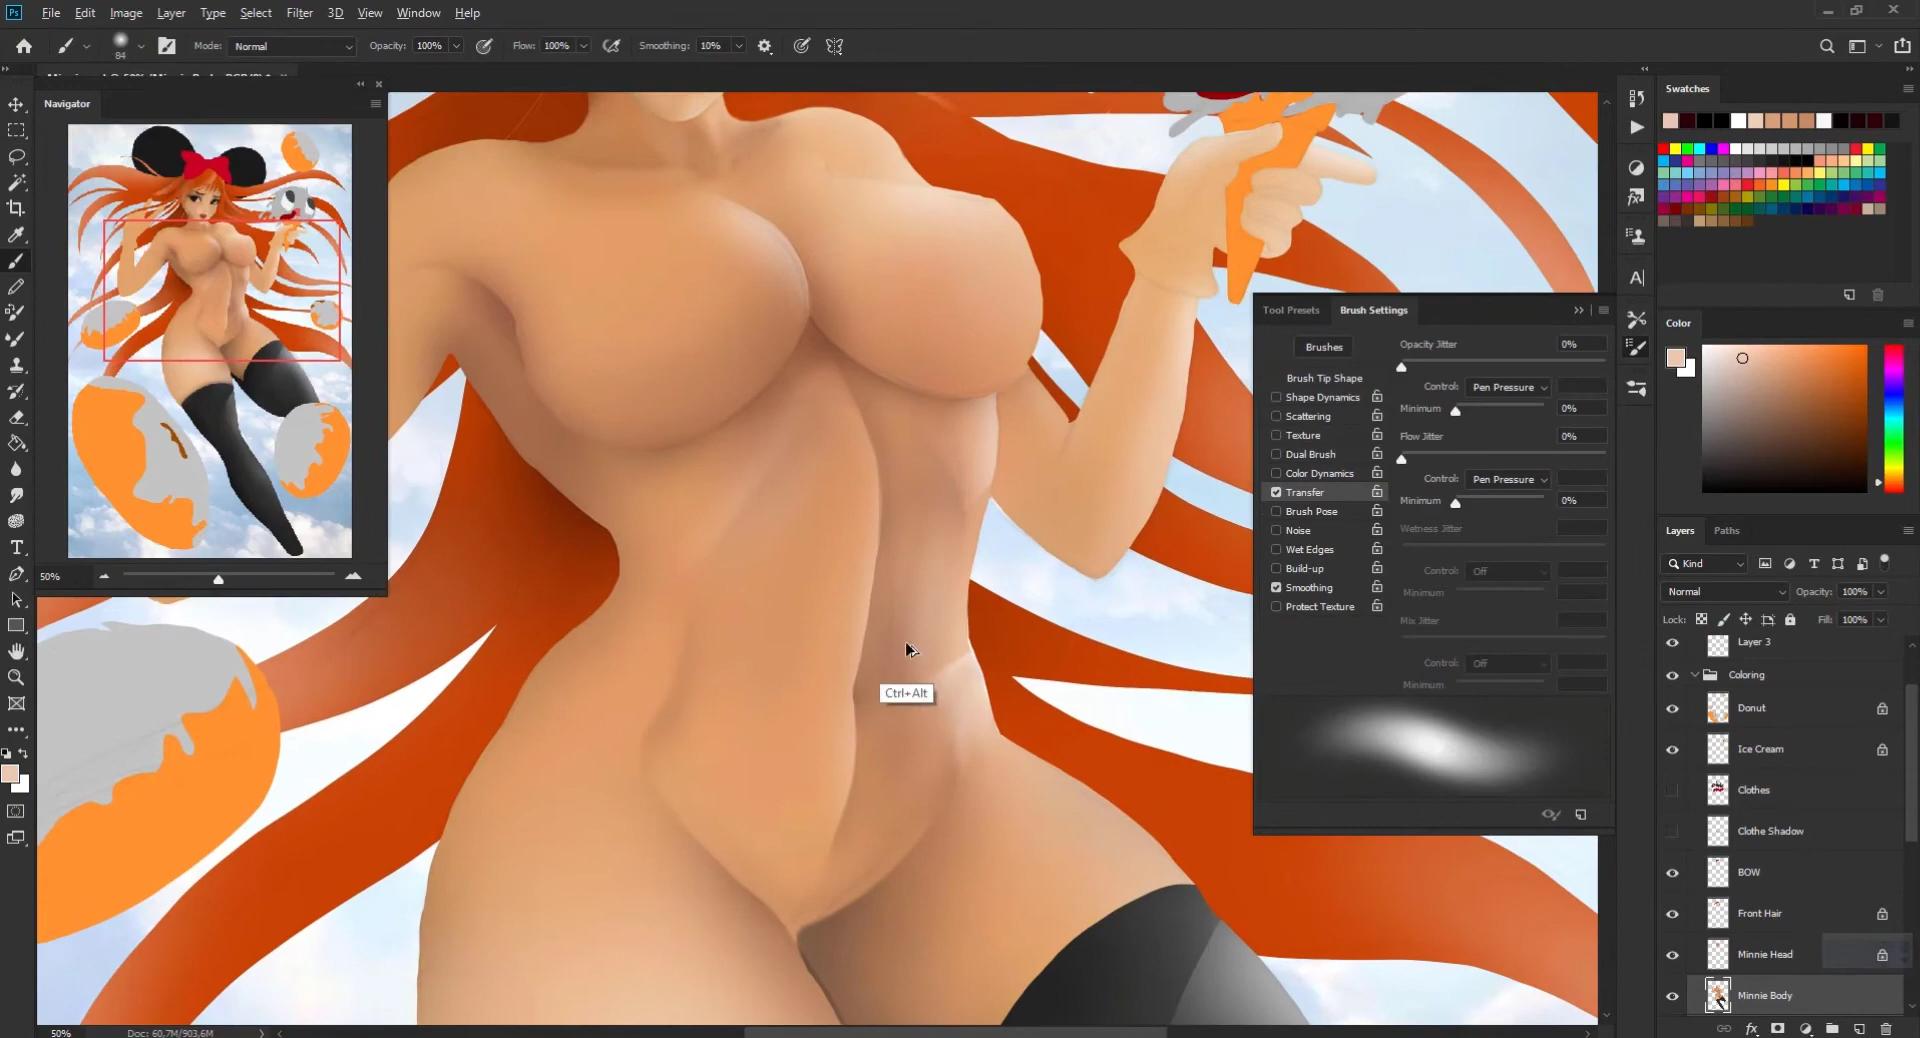 Ps File Edit Image Layer Type Select Filter 3D View Window Help
84 Mode: Normal Opacity: 100% Flow: 100% Smoothing: 10%
Navigator
50%
Tool Presets Brush Settings
Brushes
Brush Tip Shape
Shape Dynamics
Scattering
Texture
Dual Brush
Color Dynamics
Transfer
Brush Pose
Noise
Wet Edges
Build-up
Smoothing
Protect Texture
Opacity Jitter 0%
Control: Pen Pressure
Minimum 0%
Flow Jitter 0%
Control: Pen Pressure
Minimum 0%
Wetness Jitter
Control: Off
Minimum
Mix Jitter
Control: Off
Minimum
Ctrl+Alt
Swatches
Color
Layers Paths
Kind
Normal Opacity: 100%
Lock: Fill: 100%
Layer 3
Coloring
Donut
Ice Cream
Clothes
Clothe Shadow
BOW
Front Hair
Minnie Head
Minnie Body
50% Doc: 60,7M/903,6M